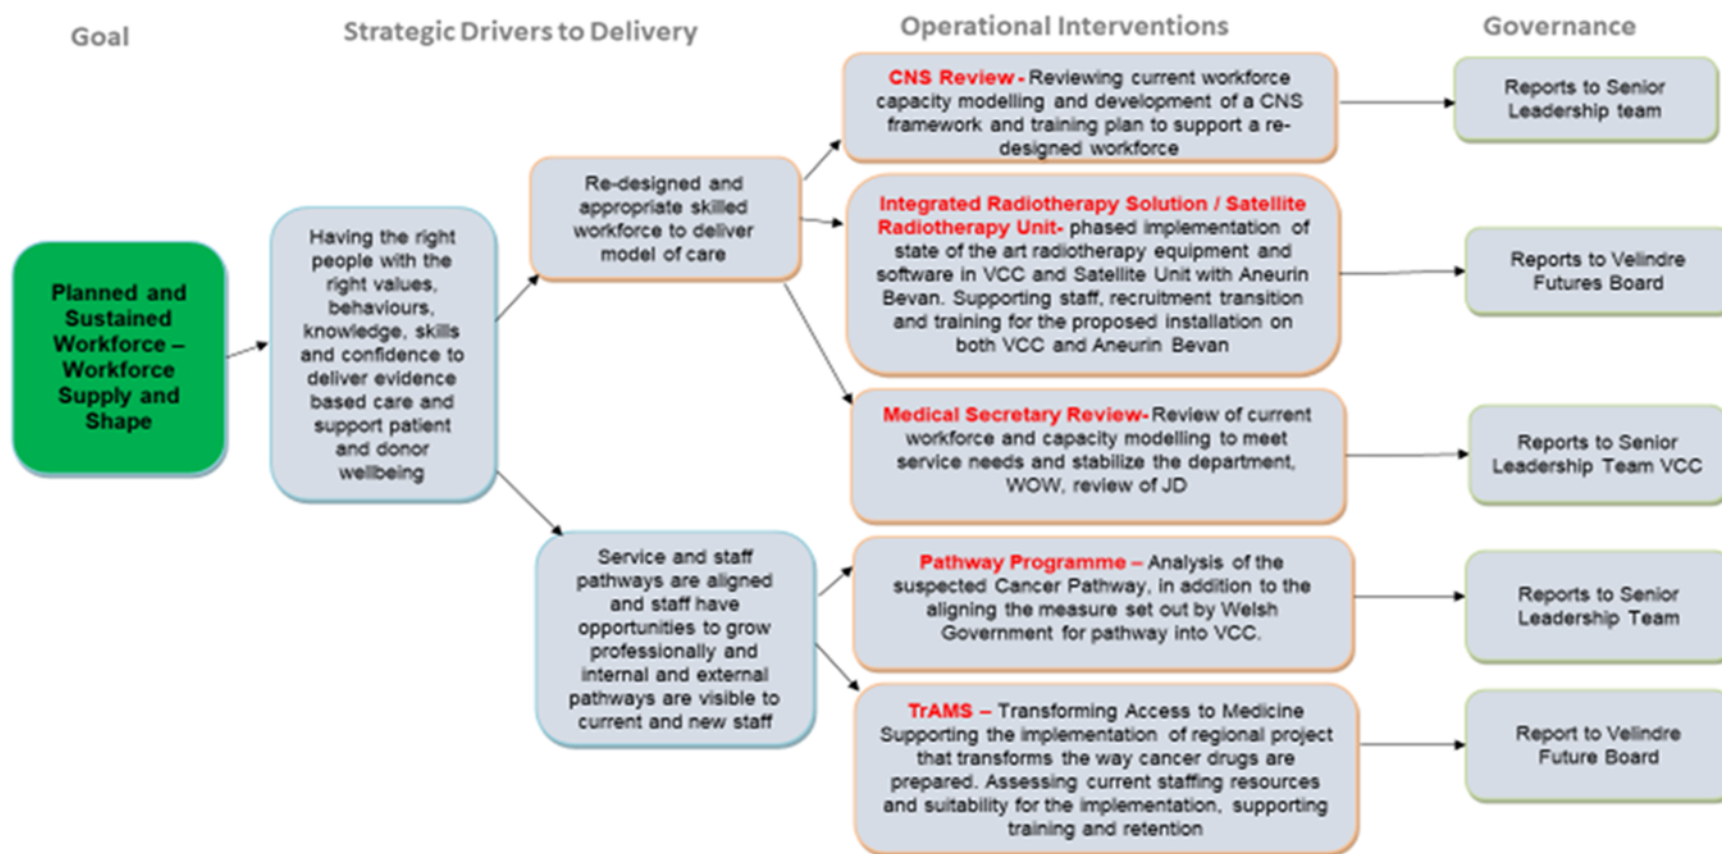 Goal
Strategic Drivers to Delivery
Operational Interventions
Governance
Planned and
Sustained
Workforce –
Workforce
Supply and
Shape
Having the right
people with the
right values,
behaviours,
knowledge, skills
and confidence to
deliver evidence
based care and
support patient
and donor
wellbeing
Re-designed and
appropriate skilled
workforce to deliver
model of care
Service and staff
pathways are aligned
and staff have
opportunities to grow
professionally and
internal and external
pathways are visible to
current and new staff
CNS Review - Reviewing current workforce
capacity modelling and development of a CNS
framework and training plan to support a re-
designed workforce
Reports to Senior
Leadership team
Integrated Radiotherapy Solution / Satellite
Radiotherapy Unit- phased implementation of
state of the art radiotherapy equipment and
software in VCC and Satellite Unit with Aneurin
Bevan. Supporting staff, recruitment transition
and training for the proposed installation on
both VCC and Aneurin Bevan
Reports to Velindre
Futures Board
Medical Secretary Review- Review of current
workforce and capacity modelling to meet
service needs and stabilize the department,
WOW, review of JD
Reports to Senior
Leadership Team VCC
Pathway Programme – Analysis of the
suspected Cancer Pathway, in addition to the
aligning the measure set out by Welsh
Government for pathway into VCC.
Reports to Senior
Leadership Team
TrAMS – Transforming Access to Medicine
Supporting the implementation of regional project
that transforms the way cancer drugs are
prepared. Assessing current staffing resources
and suitability for the implementation, supporting
training and retention
Report to Velindre
Future Board